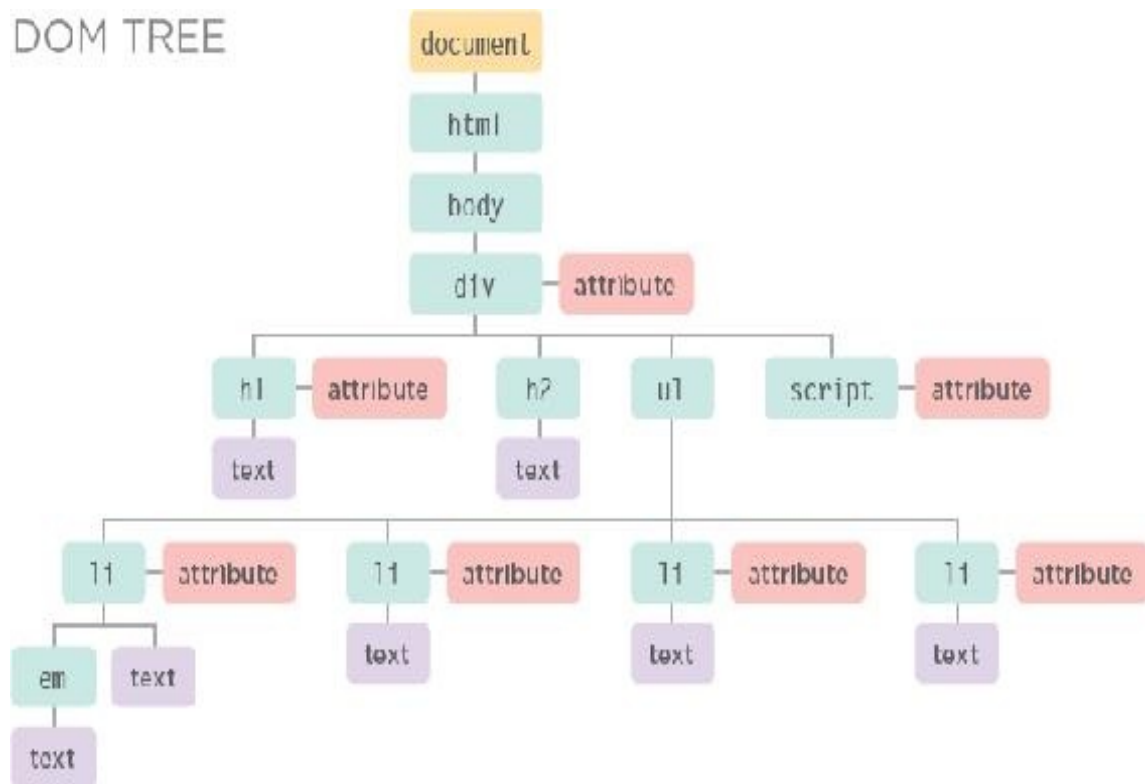 DOM TREE
document
html
body
div attribute
h1 attribute h2 ul script attribute
text text
li attribute li attribute li attribute li attribute
text text text
em text
text